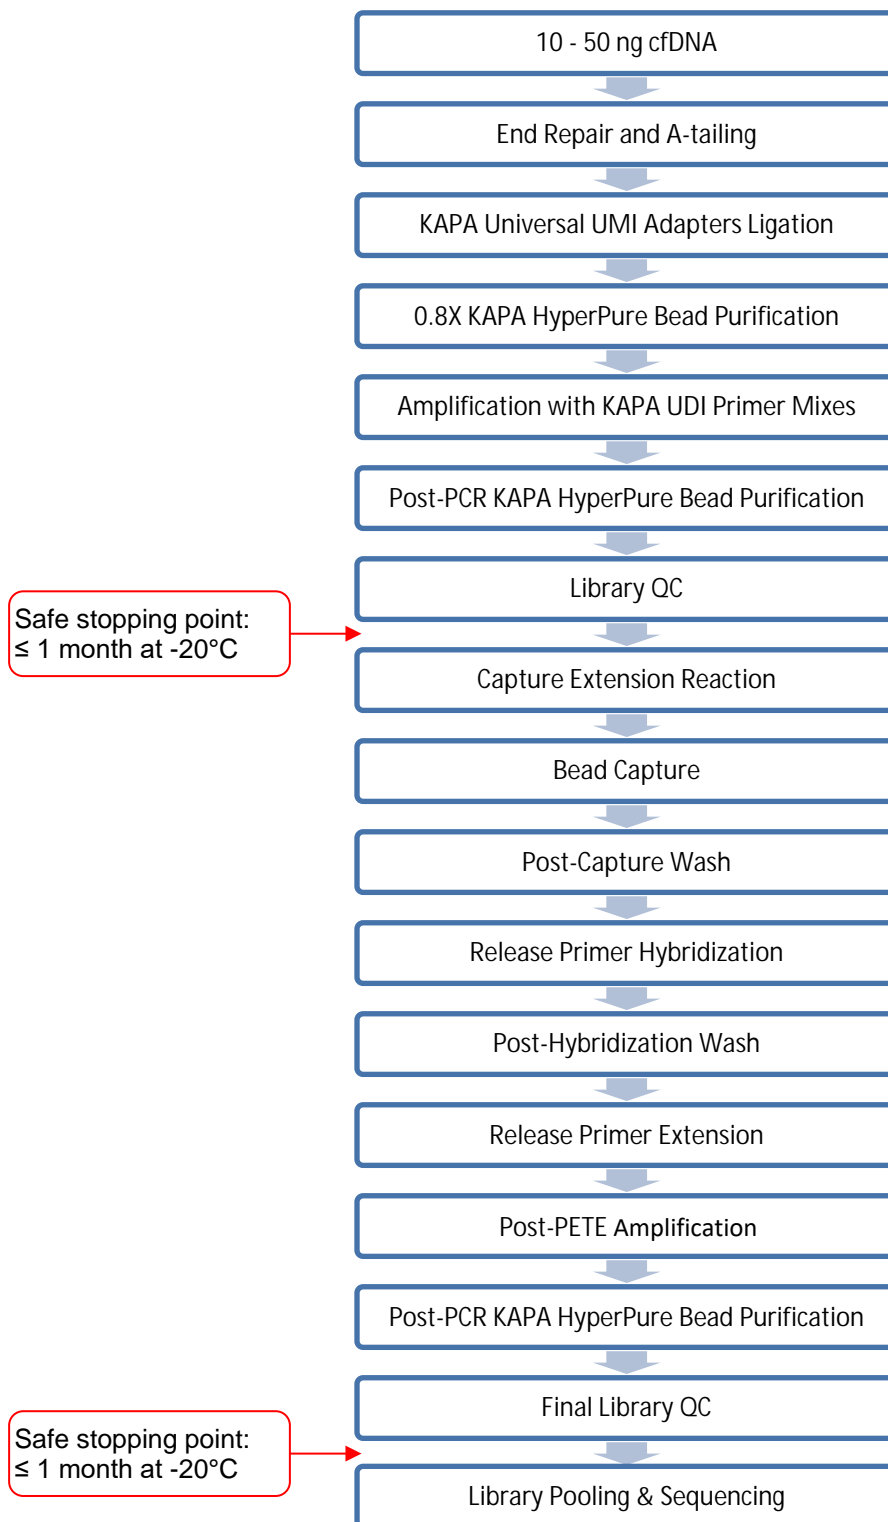 10 - 50 ng cfDNA
End Repair and A-tailing
KAPA Universal UMI Adapters Ligation
0.8X KAPA HyperPure Bead Purification
Amplification with KAPA UDI Primer Mixes
Post-PCR KAPA HyperPure Bead Purification
Library QC
Safe stopping point:
≤ 1 month at -20°C
Capture Extension Reaction
Bead Capture
Post-Capture Wash
Release Primer Hybridization
Post-Hybridization Wash
Release Primer Extension
Post-PETE Amplification
Post-PCR KAPA HyperPure Bead Purification
Final Library QC
Safe stopping point:
≤ 1 month at -20°C
Library Pooling & Sequencing